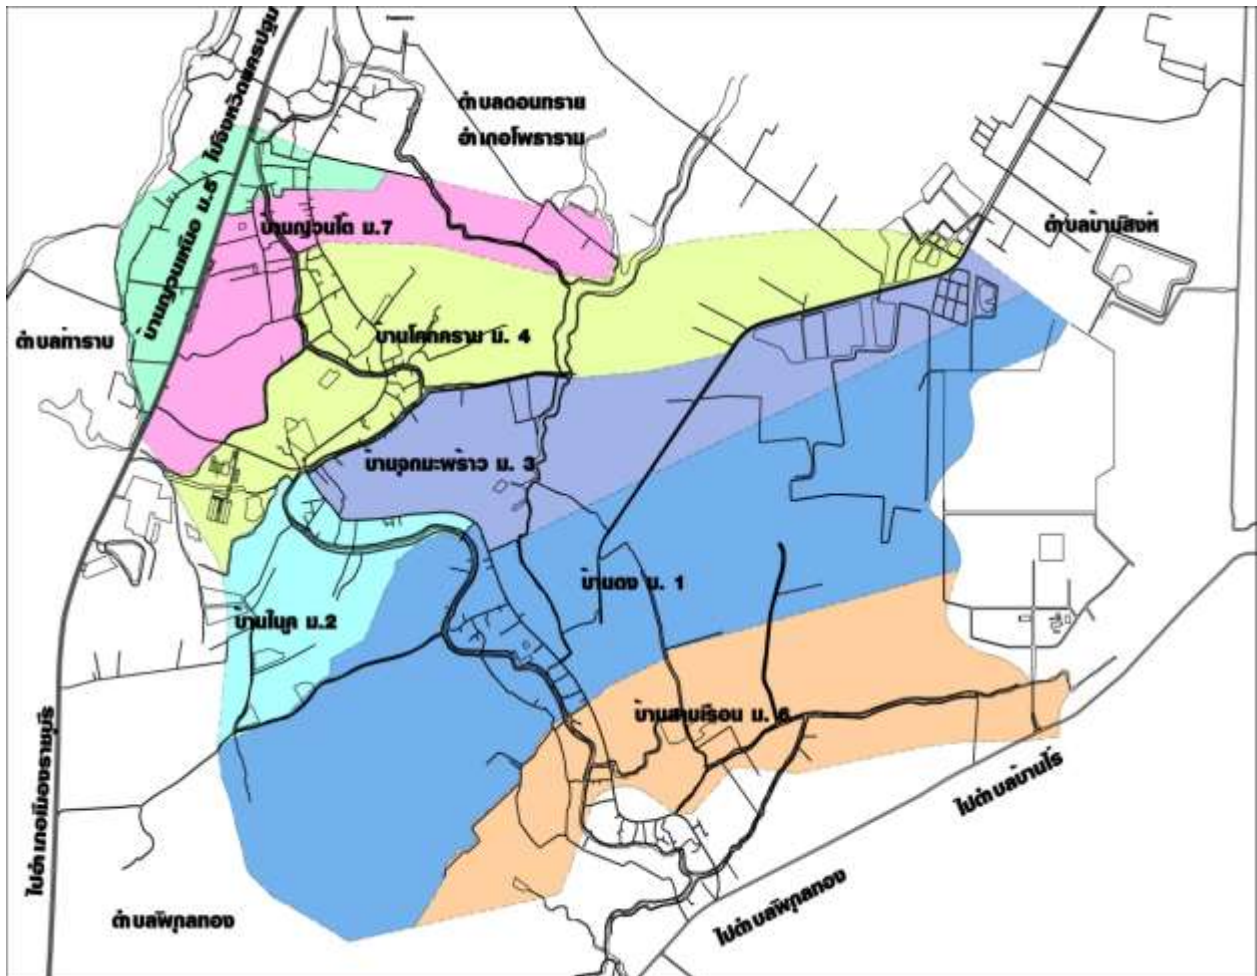 ไปจังหวัดนครปฐม
ตำบลดอนทราย
อำเภอโพธาราม
บ้านญวนเหนือ ม.5
บ้านญวนใต้ ม.7
ตำบลบ้านสิงห์
ตำบลท่าราบ
บ้านโคกคราม ม. 4
บ้านจุกมะพร้าว ม. 3
บ้านดง ม. 1
บ้านในคู ม.2
บ้านสามเรือน ม. 6
ไปอำเภอเมืองราชบุรี
ไปตำบลบ้านไร่
ไปตำบลพิกุลทอง
ตำบลพิกุลทอง